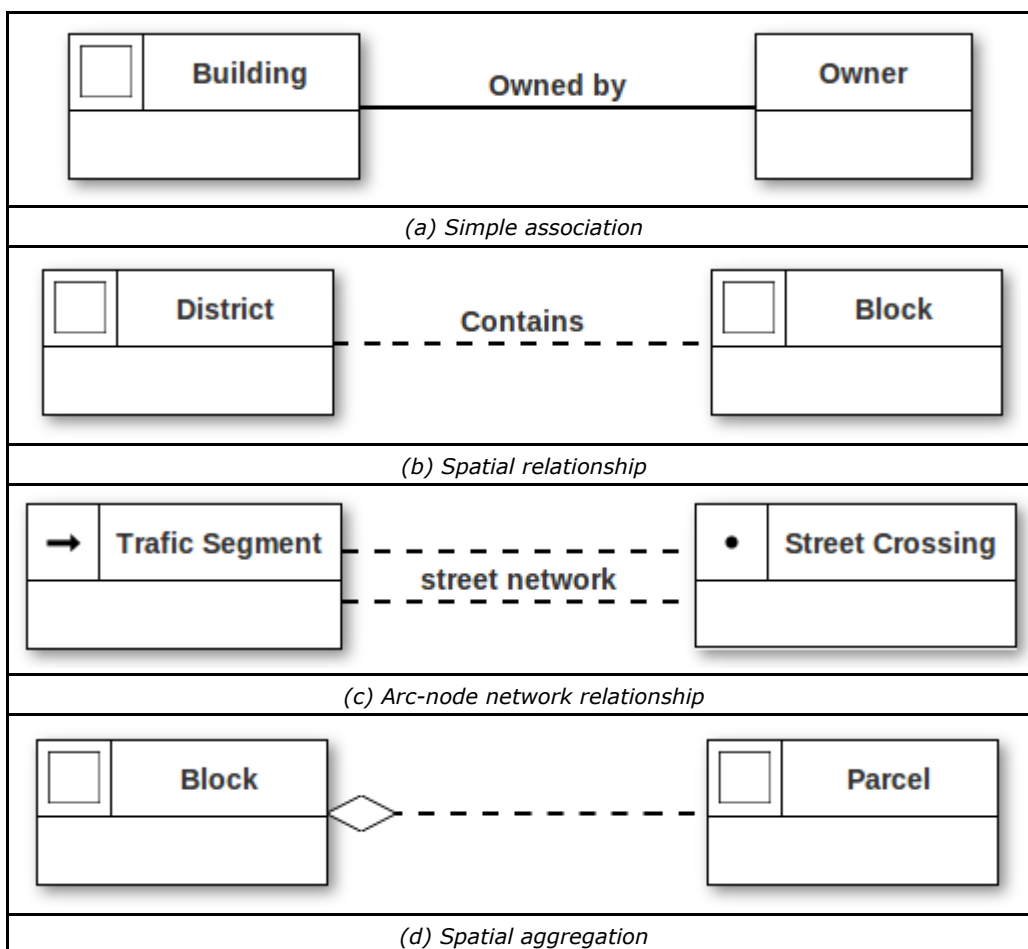 Building
Owned by
Owner
(a) Simple association
District
Contains
Block
(b) Spatial relationship
Trafic Segment
street network
Street Crossing
(c) Arc-node network relationship
Block
Parcel
(d) Spatial aggregation